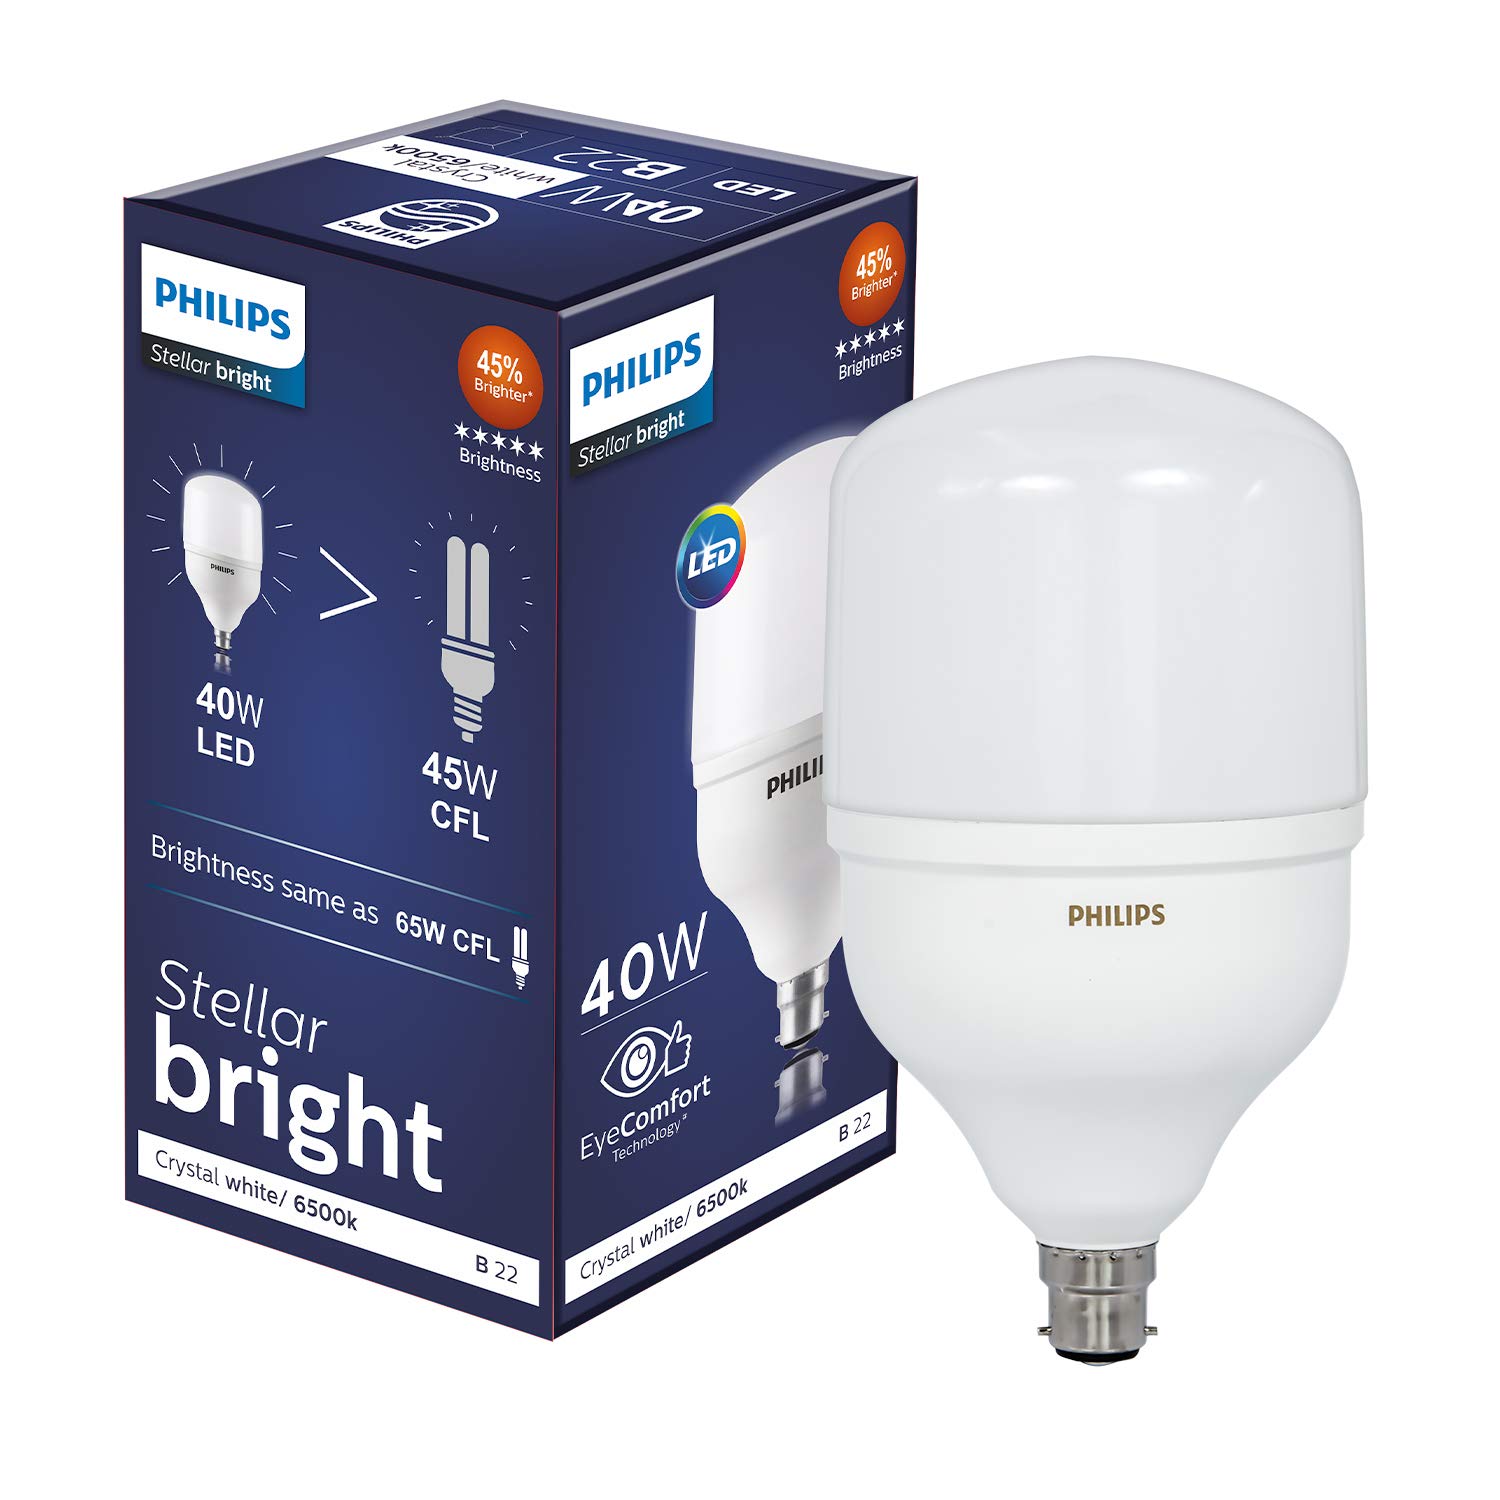 Crystal
white/6500k
PHILIPS
40W
B22
LED
PHILIPS
Stellar bright
45%
Brighter*
Brightness
PHILIPS
40W
LED
45W
CFL
Brightness same as 65W CFL
Stellar
bright
Crystal white/ 6500k
B 22
PHILIPS
Stellar bright
45%
Brighter*
Brightness
LED
PHILI
40W
EyeComfort
Technology
Crystal white/ 6500k
B 22
PHILIPS